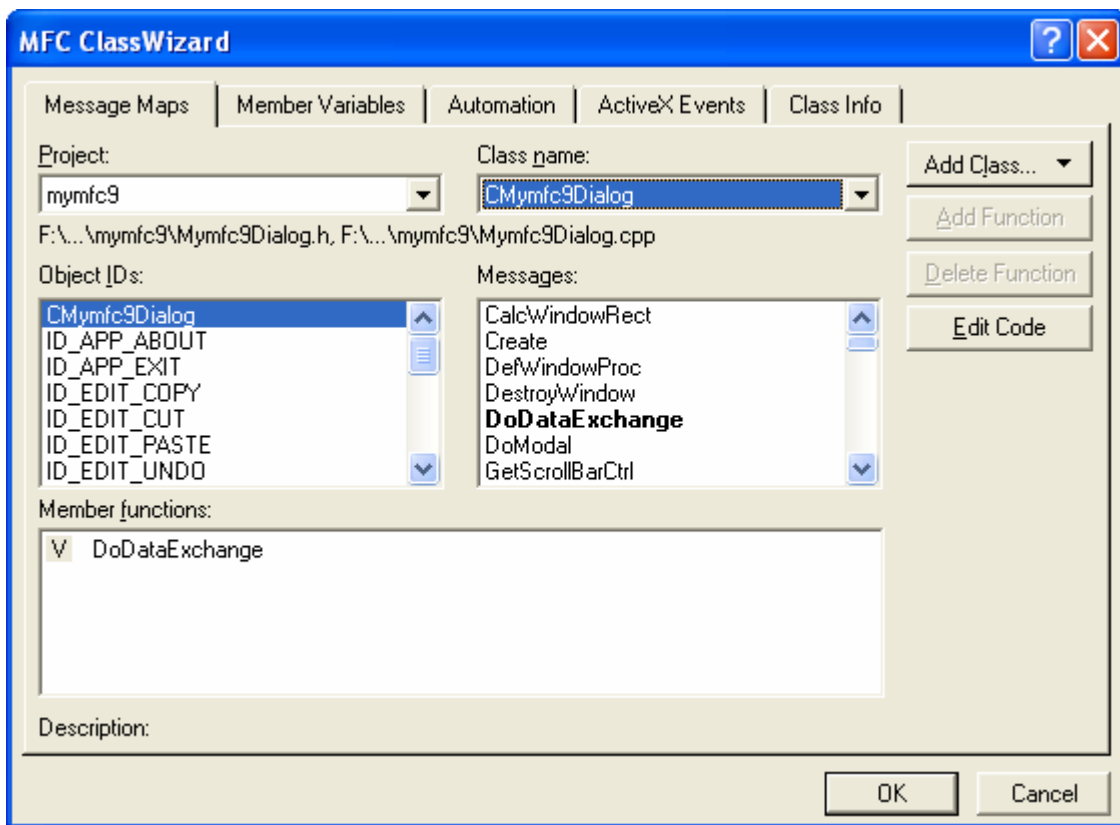 MFC ClassWizard
Message Maps Member Variables Automation ActiveX Events Class Info
Project: Class name:
mymfc9 CMymfc9Dialog
Add Class...
F:\...\mymfc9\Mymfc9Dialog.h, F:\...\mymfc9\Mymfc9Dialog.cpp
Add Function
Object IDs: Messages:
Delete Function
CMymfc9Dialog CalcWindowRect
ID_APP_ABOUT Create
Edit Code
ID_APP_EXIT DefWindowProc
ID_EDIT_COPY DestroyWindow
ID_EDIT_CUT DoDataExchange
ID_EDIT_PASTE DoModal
ID_EDIT_UNDO GetScrollBarCtrl
Member functions:
V DoDataExchange
Description:
OK Cancel